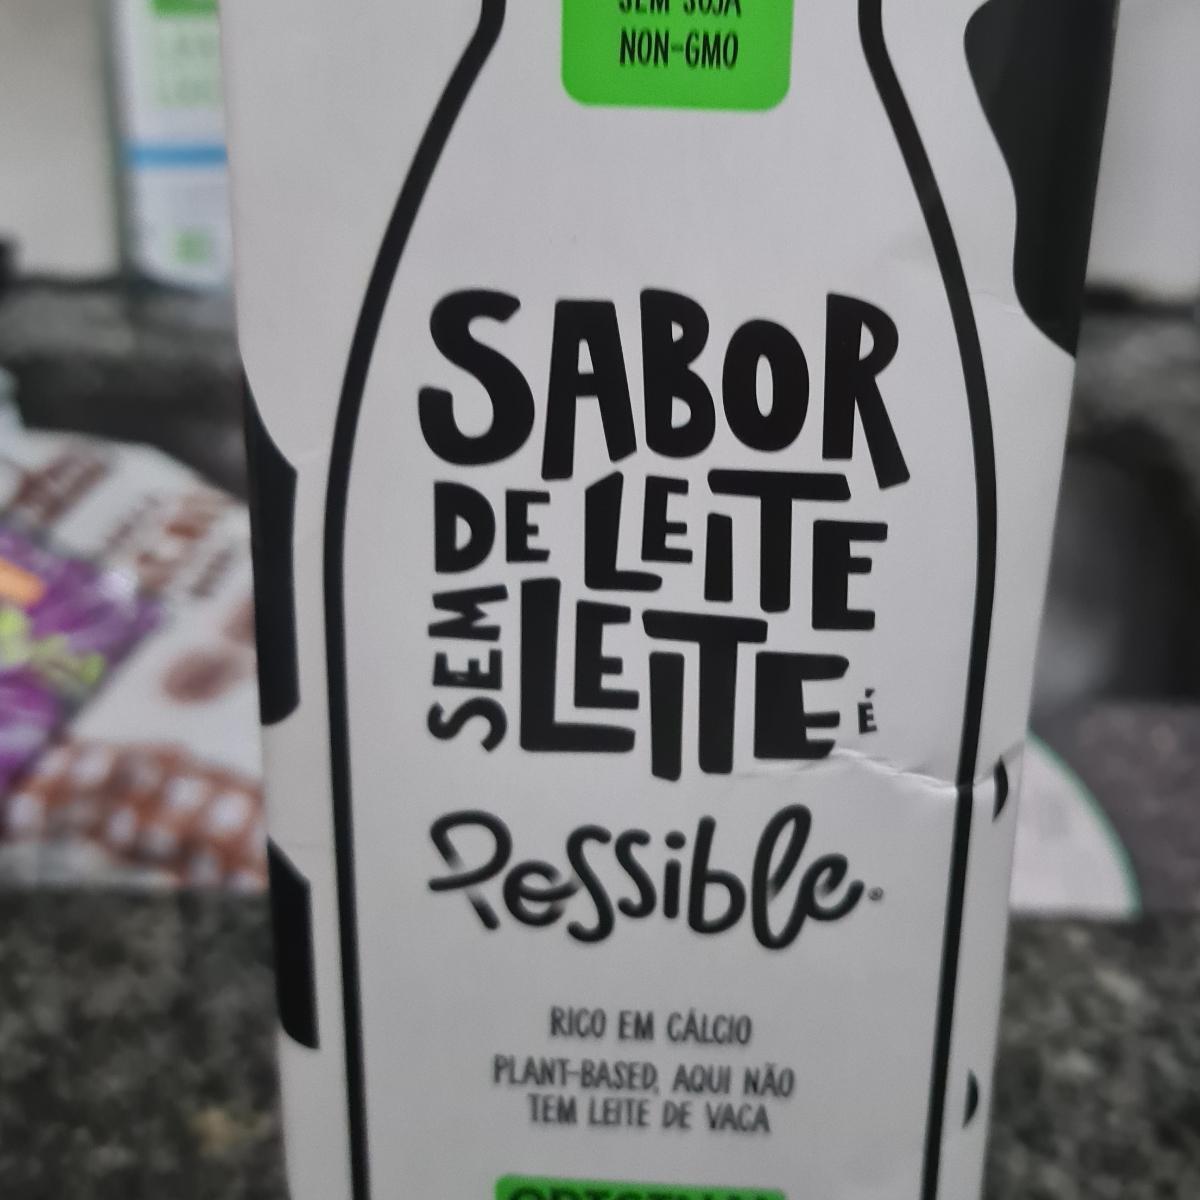 SEM SOJA
NON-GMO
SABOR
DE LEITE
SEM LEITE É
Possible®
RICO EM CÁLCIO
PLANT-BASED, AQUI NÃO
TEM LEITE DE VACA
ORIGINAL